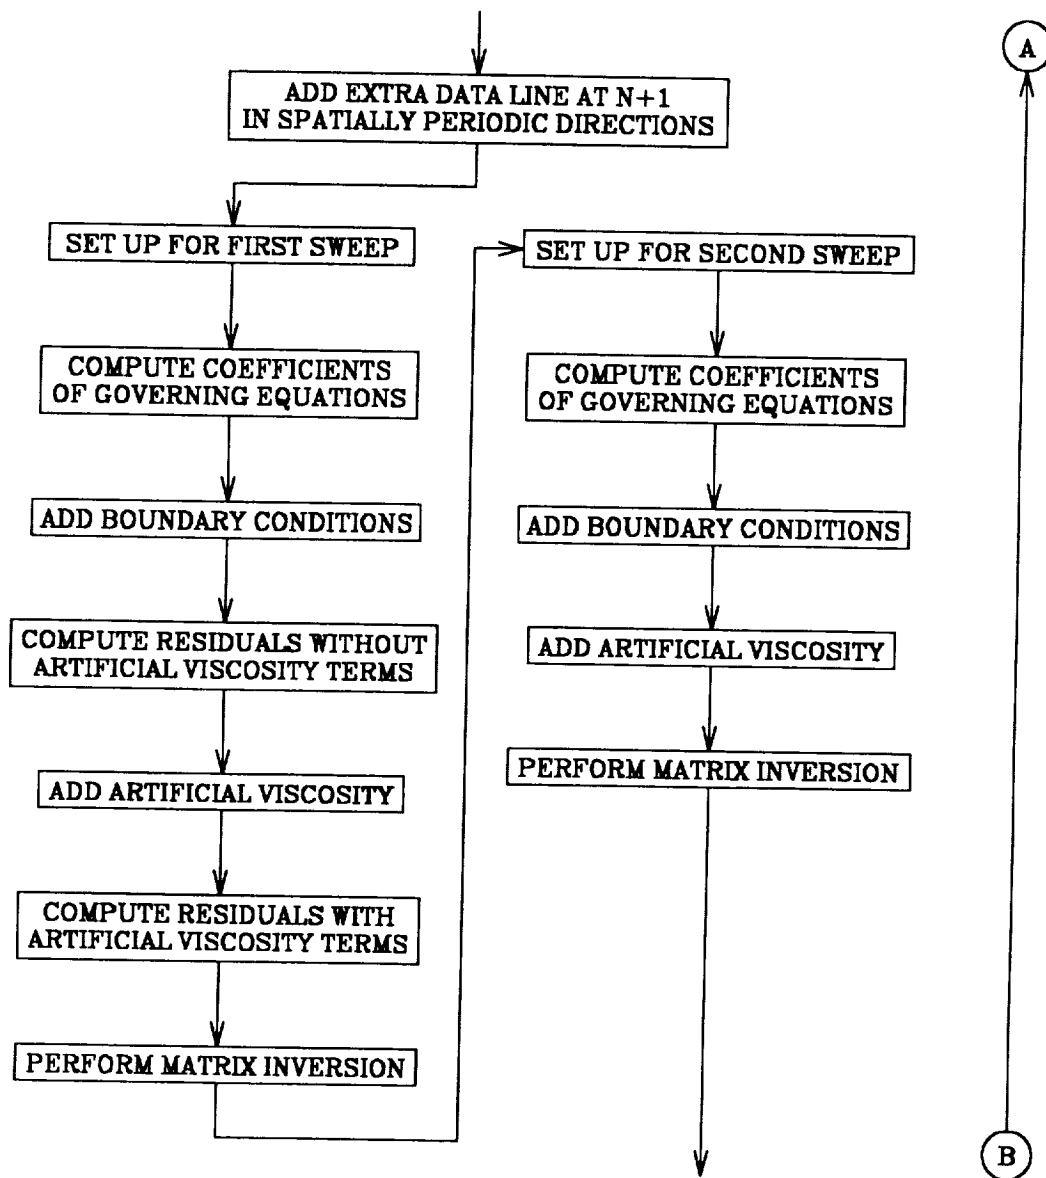 A
ADD EXTRA DATA LINE AT N+1
IN SPATIALLY PERIODIC DIRECTIONS
SET UP FOR FIRST SWEEP
COMPUTE COEFFICIENTS
OF GOVERNING EQUATIONS
ADD BOUNDARY CONDITIONS
COMPUTE RESIDUALS WITHOUT
ARTIFICIAL VISCOSITY TERMS
ADD ARTIFICIAL VISCOSITY
COMPUTE RESIDUALS WITH
ARTIFICIAL VISCOSITY TERMS
PERFORM MATRIX INVERSION
SET UP FOR SECOND SWEEP
COMPUTE COEFFICIENTS
OF GOVERNING EQUATIONS
ADD BOUNDARY CONDITIONS
ADD ARTIFICIAL VISCOSITY
PERFORM MATRIX INVERSION
B